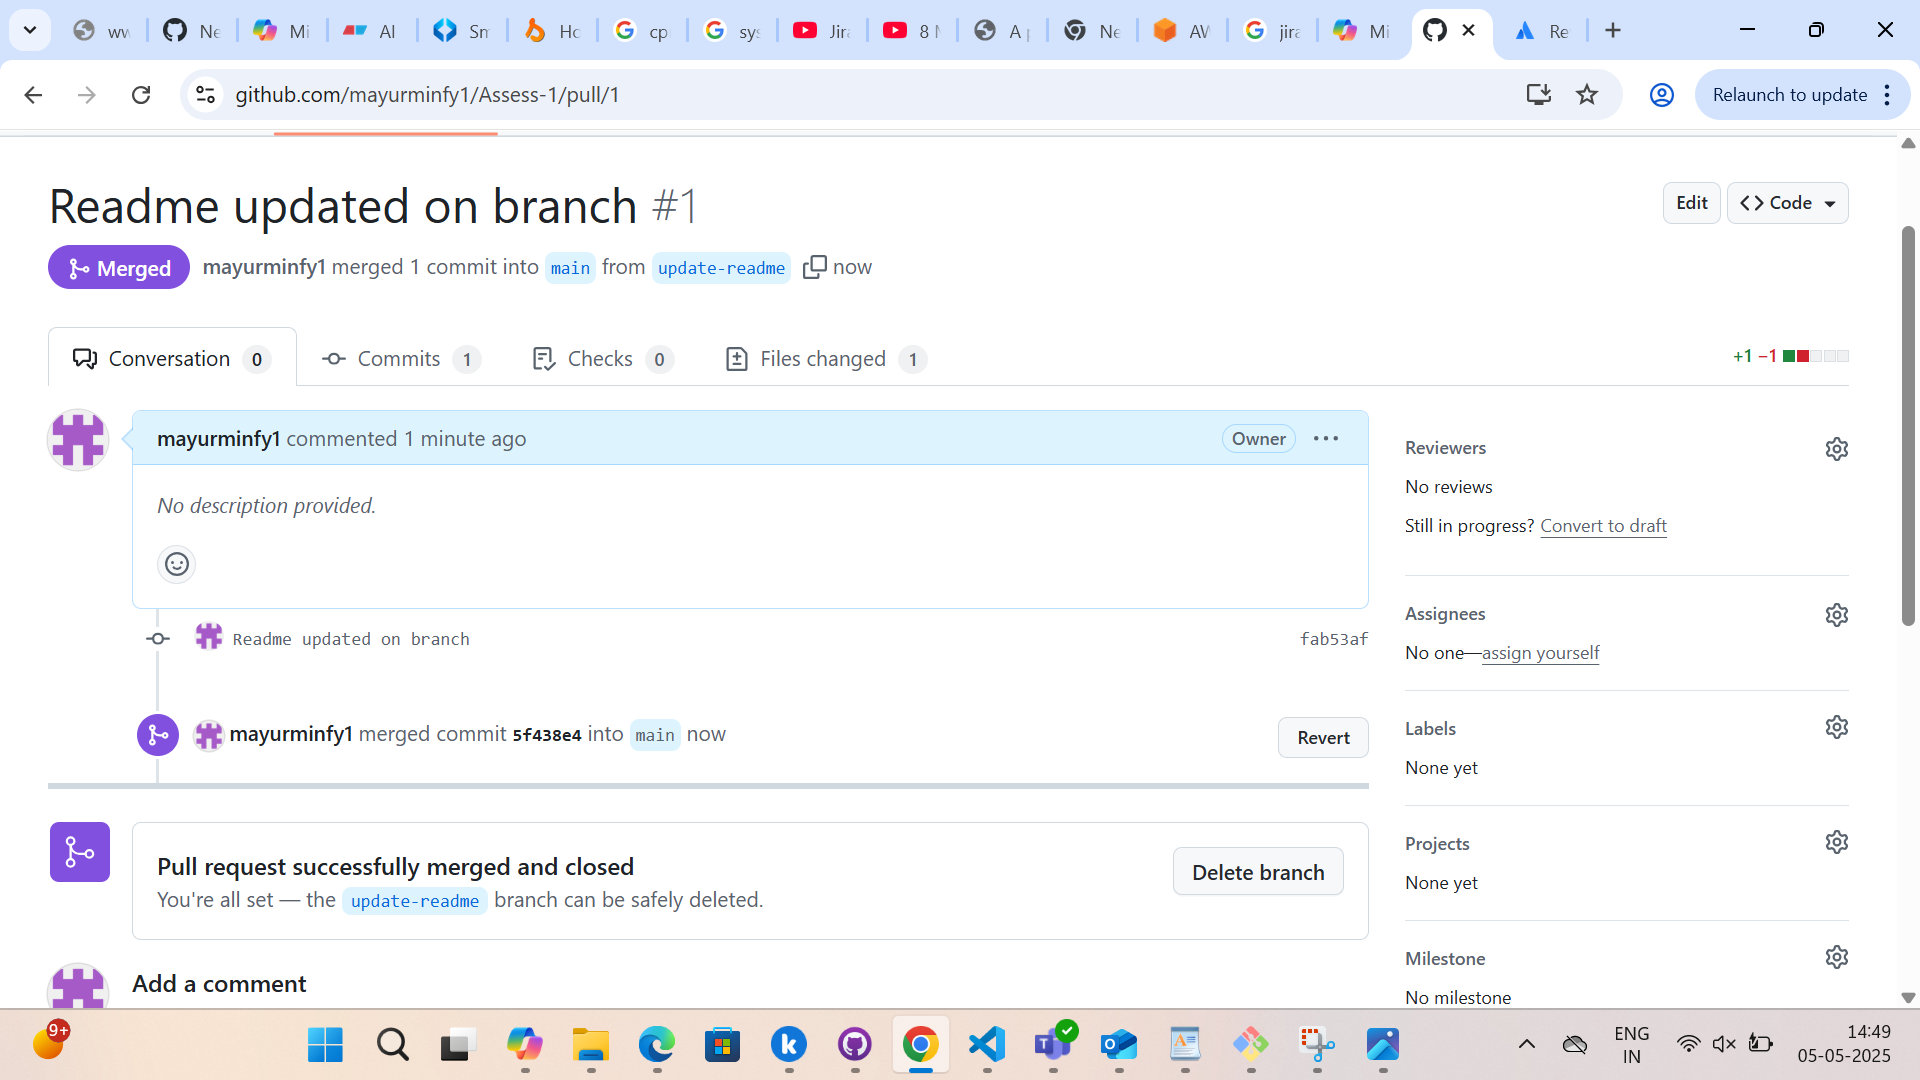 ww
Ne
Mi
AI
Sm
Ho
cp
sys
Jira
8 M
A p
Ne
AW
jira
Mi
Re
github.com/mayurminfy1/Assess-1/pull/1
Relaunch to update
Readme updated on branch #1
Edit
Code
Merged
mayurminfy1 merged 1 commit into main from update-readme now
Conversation 0
Commits 1
Checks 0
Files changed 1
+1 −1
mayurminfy1 commented 1 minute ago
Owner
No description provided.
Readme updated on branch
fab53af
mayurminfy1 merged commit 5f438e4 into main now
Revert
Pull request successfully merged and closed
You're all set — the update-readme branch can be safely deleted.
Delete branch
Add a comment
Reviewers
No reviews
Still in progress? Convert to draft
Assignees
No one—assign yourself
Labels
None yet
Projects
None yet
Milestone
No milestone
9+
ENG
IN
14:49
05-05-2025